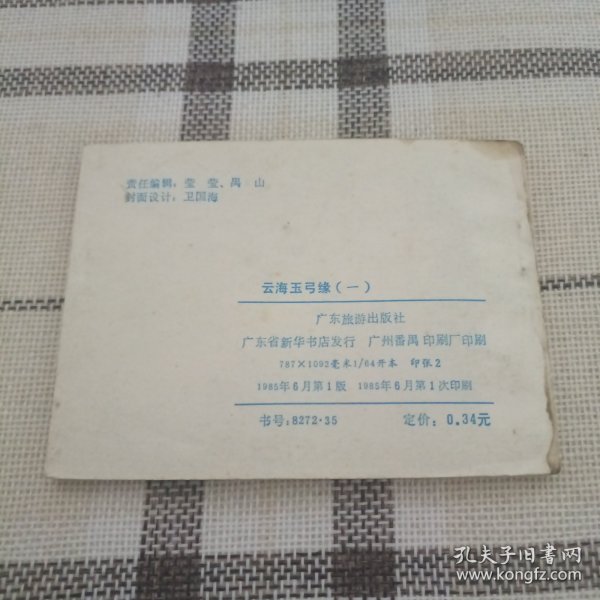 责任编辑：莹 莹、禺 山
封面设计：卫国海
云海玉弓缘（一）
广东旅游出版社
广东省新华书店发行 广州番禺印刷厂印刷
787×1092毫米1/64开本 印张2
1985年6月第1版 1985年6月第1次印刷
书号：8272·35 定价：0.34元
孔夫子旧书网
www.kongfz.com